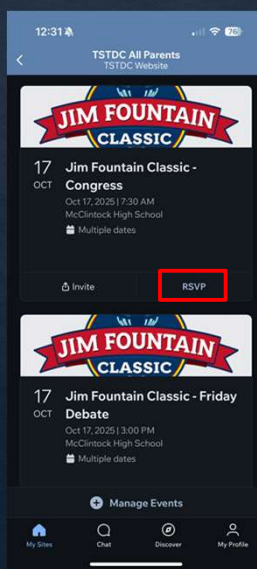 12:31
76
TSTDC All Parents
TSTDC Website
JIM FOUNTAIN
CLASSIC
17
OCT
Jim Fountain Classic -
Congress
Oct 17, 2025 | 7:30 AM
McClintock High School
Multiple dates
Invite
RSVP
JIM FOUNTAIN
CLASSIC
17
OCT
Jim Fountain Classic - Friday
Debate
Oct 17, 2025 | 3:00 PM
McClintock High School
Multiple dates
Manage Events
My Sites
Chat
Discover
My Profile